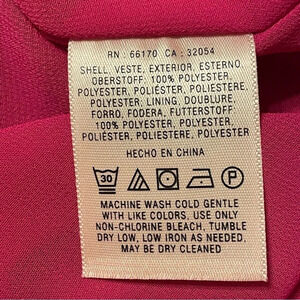 RN : 66170 CA : 32054
SHELL, VESTE, EXTERIOR, ESTERNO,
OBERSTOFF: 100% POLYESTER,
POLYESTER, POLIÉSTER, POLIESTERE,
POLYESTER; LINING, DOUBLURE,
FORRO, FODERA, FUTTERSTOFF:
100% POLYESTER, POLYESTER,
POLIÉSTER, POLIESTERE, POLYESTER
HECHO EN CHINA
30 P
MACHINE WASH COLD GENTLE
WITH LIKE COLORS, USE ONLY
NON-CHLORINE BLEACH, TUMBLE
DRY LOW, LOW IRON AS NEEDED,
MAY BE DRY CLEANED